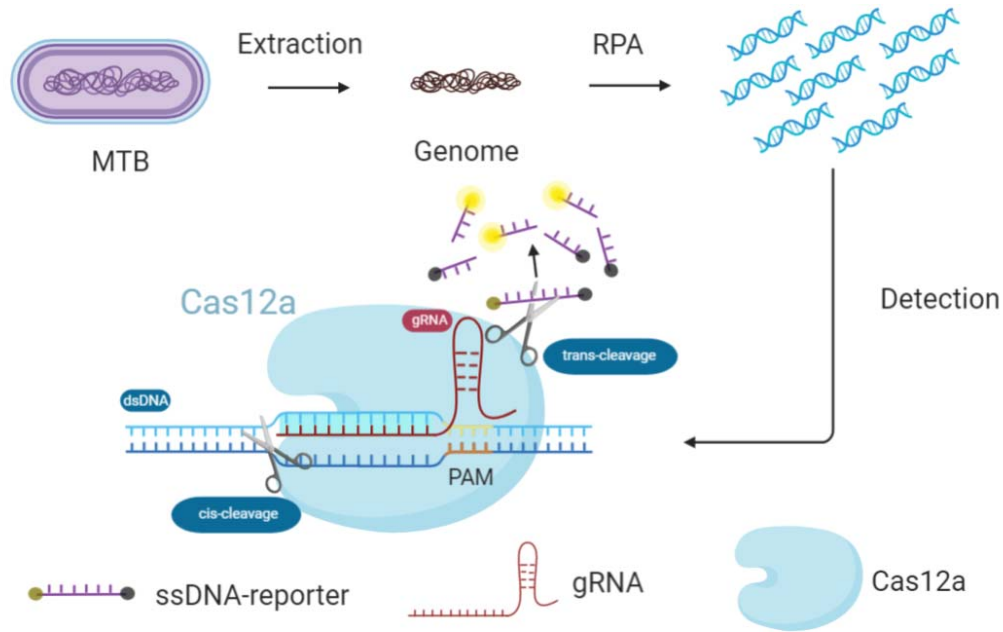 Extraction
RPA
MTB
Genome
Cas12a
gRNA
trans-cleavage
Detection
dsDNA
PAM
cis-cleavage
ssDNA-reporter
gRNA
Cas12a